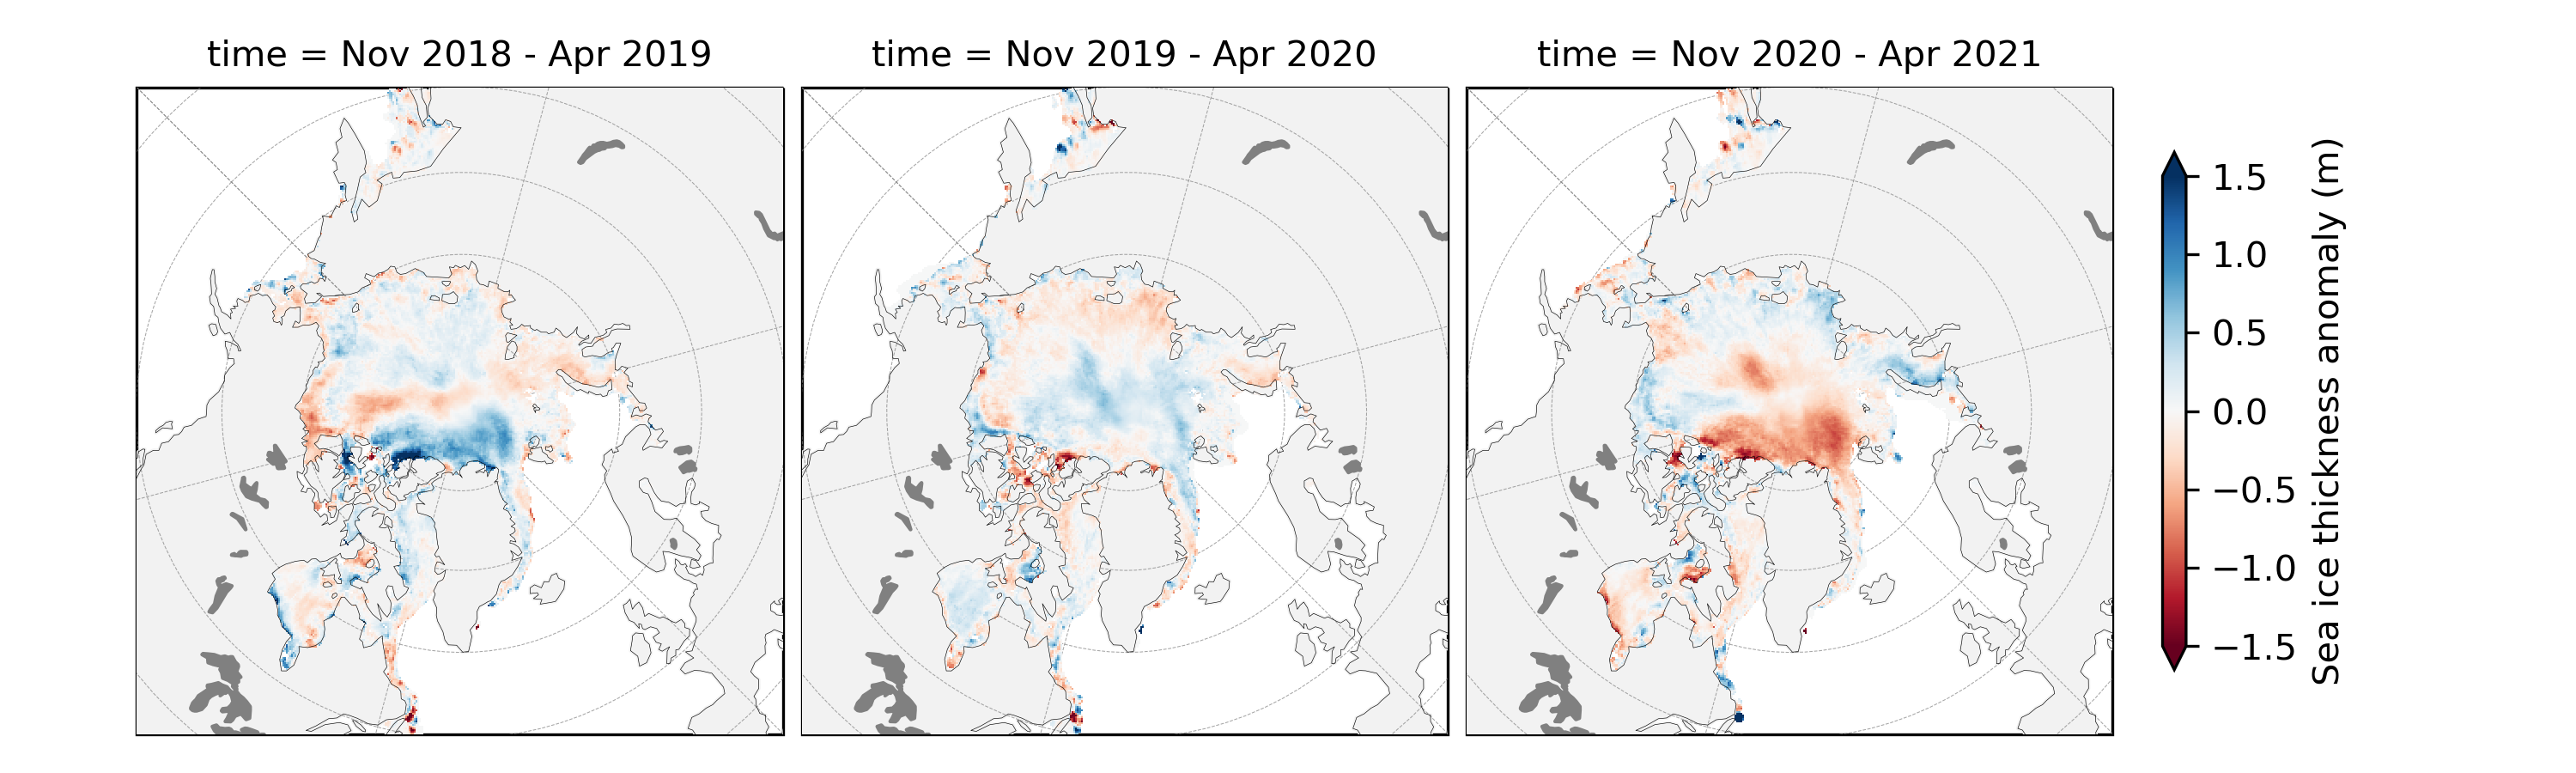 time = Nov 2018 - Apr 2019
time = Nov 2019 - Apr 2020
time = Nov 2020 - Apr 2021
1.5
1.0
0.5
0.0
−0.5
−1.0
−1.5
Sea ice thickness anomaly (m)